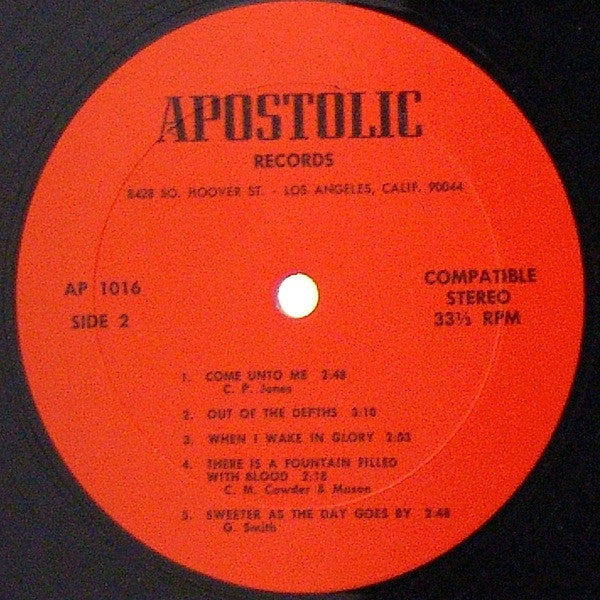 APOSTOLIC
RECORDS
8428 SO. HOOVER ST. - LOS ANGELES, CALIF. 90044
AP 1016
SIDE 2
COMPATIBLE
STEREO
33⅓ RPM
1. COME UNTO ME 2:48
C. P. Jones
2. OUT OF THE DEPTHS 3:10
3. WHEN I WAKE IN GLORY 2:03
4. THERE IS A FOUNTAIN FILLED
WITH BLOOD 2:18
C. M. Cowder & Mason
5. SWEETER AS THE DAY GOES BY 2:48
G. Smith